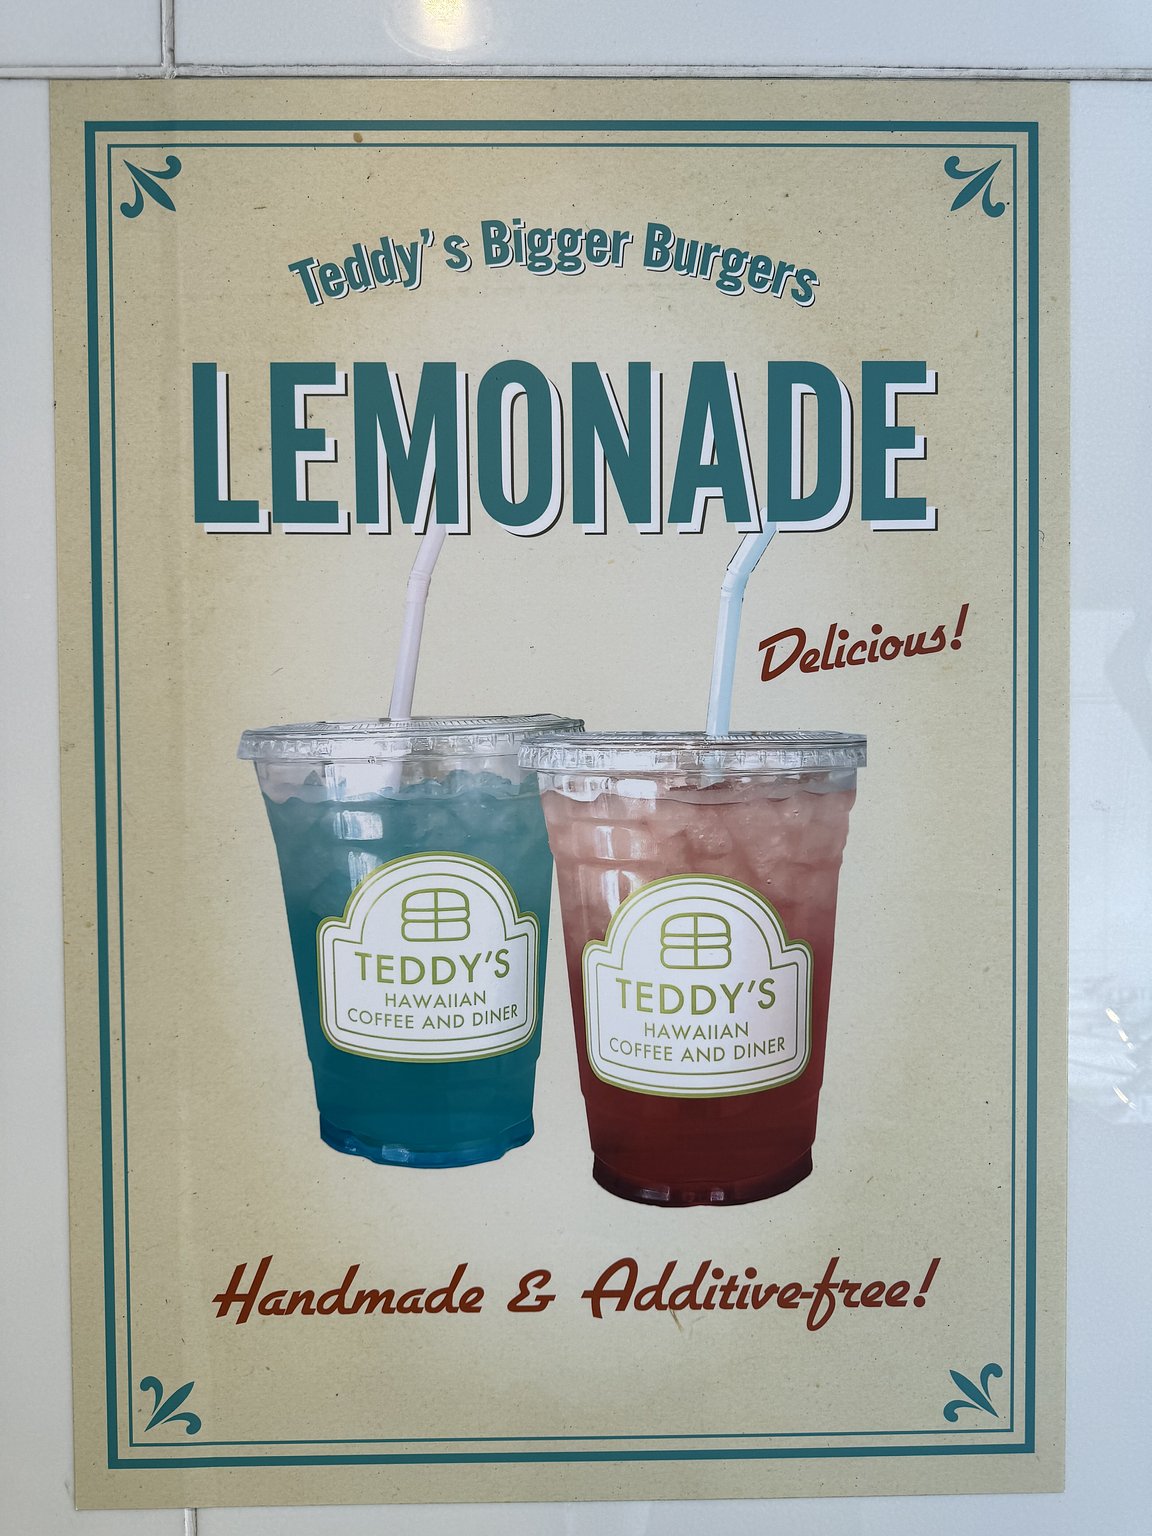 Teddy's Bigger Burgers
LEMONADE
Delicious!
TEDDY'S
HAWAIIAN
COFFEE AND DINER
TEDDY'S
HAWAIIAN
COFFEE AND DINER
Handmade & Additive-free!